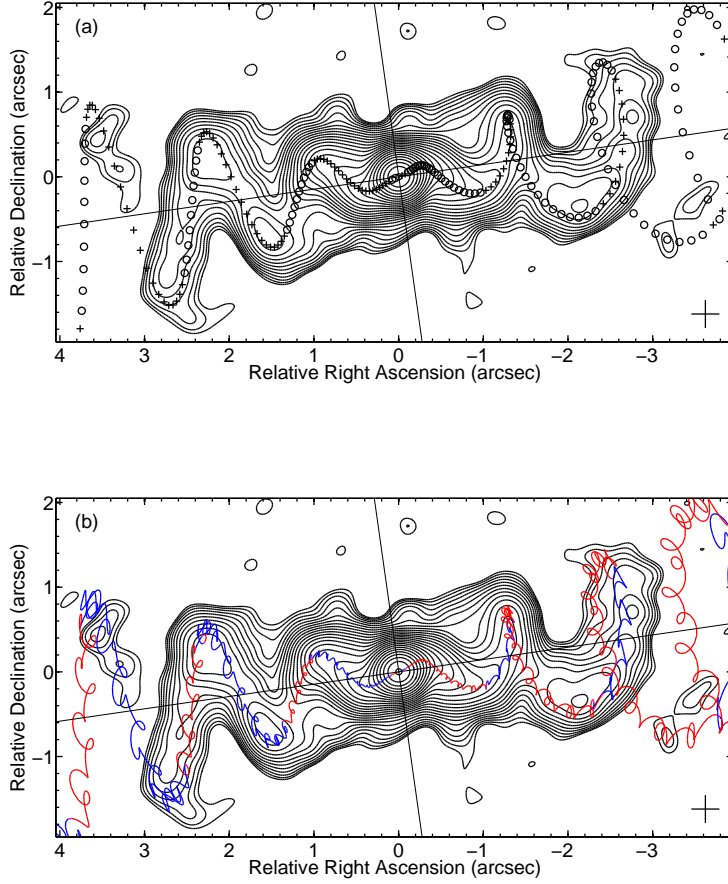 (a)
2
1
0
−1
Relative Declination (arcsec)
4 3 2 1 0 −1 −2 −3
Relative Right Ascension (arcsec)
(b)
2
1
0
−1
Relative Declination (arcsec)
4 3 2 1 0 −1 −2 −3
Relative Right Ascension (arcsec)